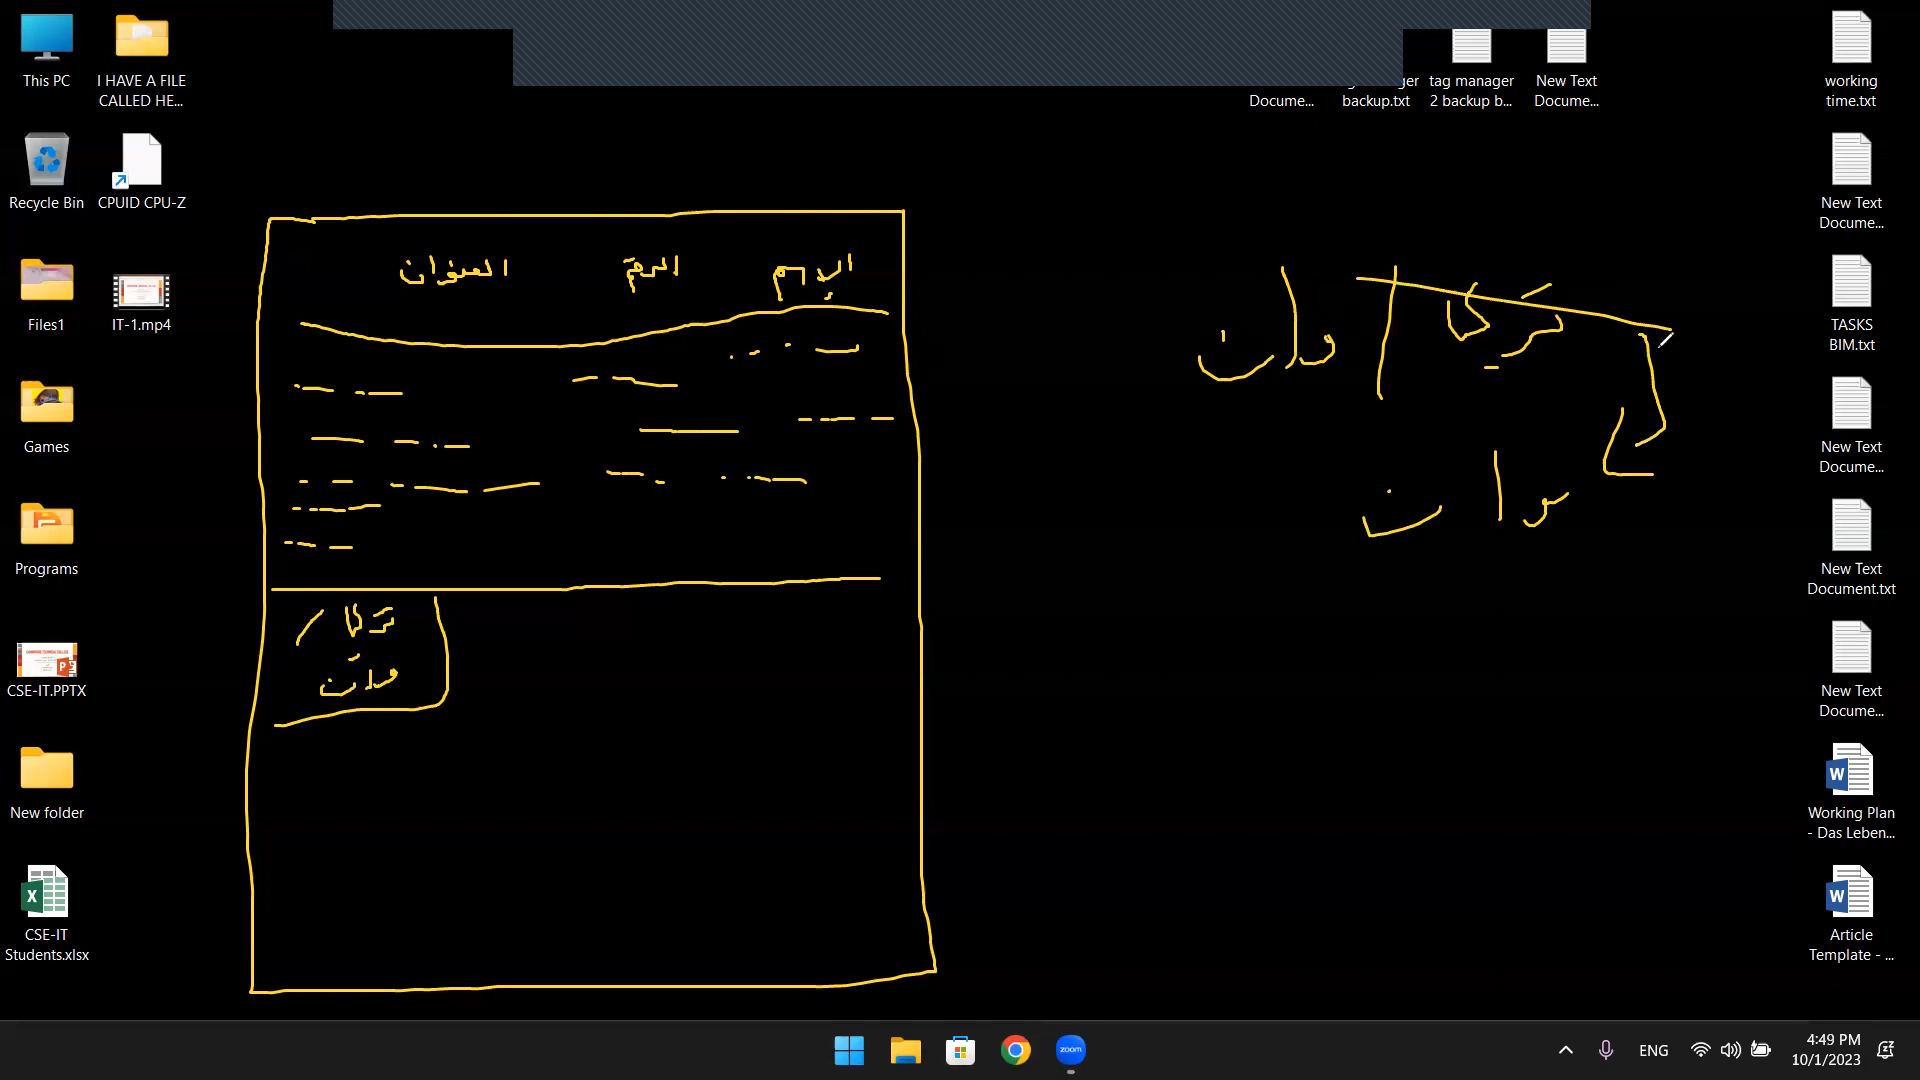 This PC
I HAVE A FILE
CALLED HE...
Recycle Bin
CPUID CPU-Z
Files1
IT-1.mp4
Games
Programs
CSE-IT.PPTX
New folder
CSE-IT
Students.xlsx
Docume...
backup.txt
tag manager
2 backup b...
New Text
Docume...
working
time.txt
New Text
Docume...
TASKS
BIM.txt
New Text
Docume...
New Text
Document.txt
New Text
Docume...
Working Plan
- Das Leben...
Article
Template - ...
الرقم العنوان
zoom
ENG
4:49 PM
10/1/2023